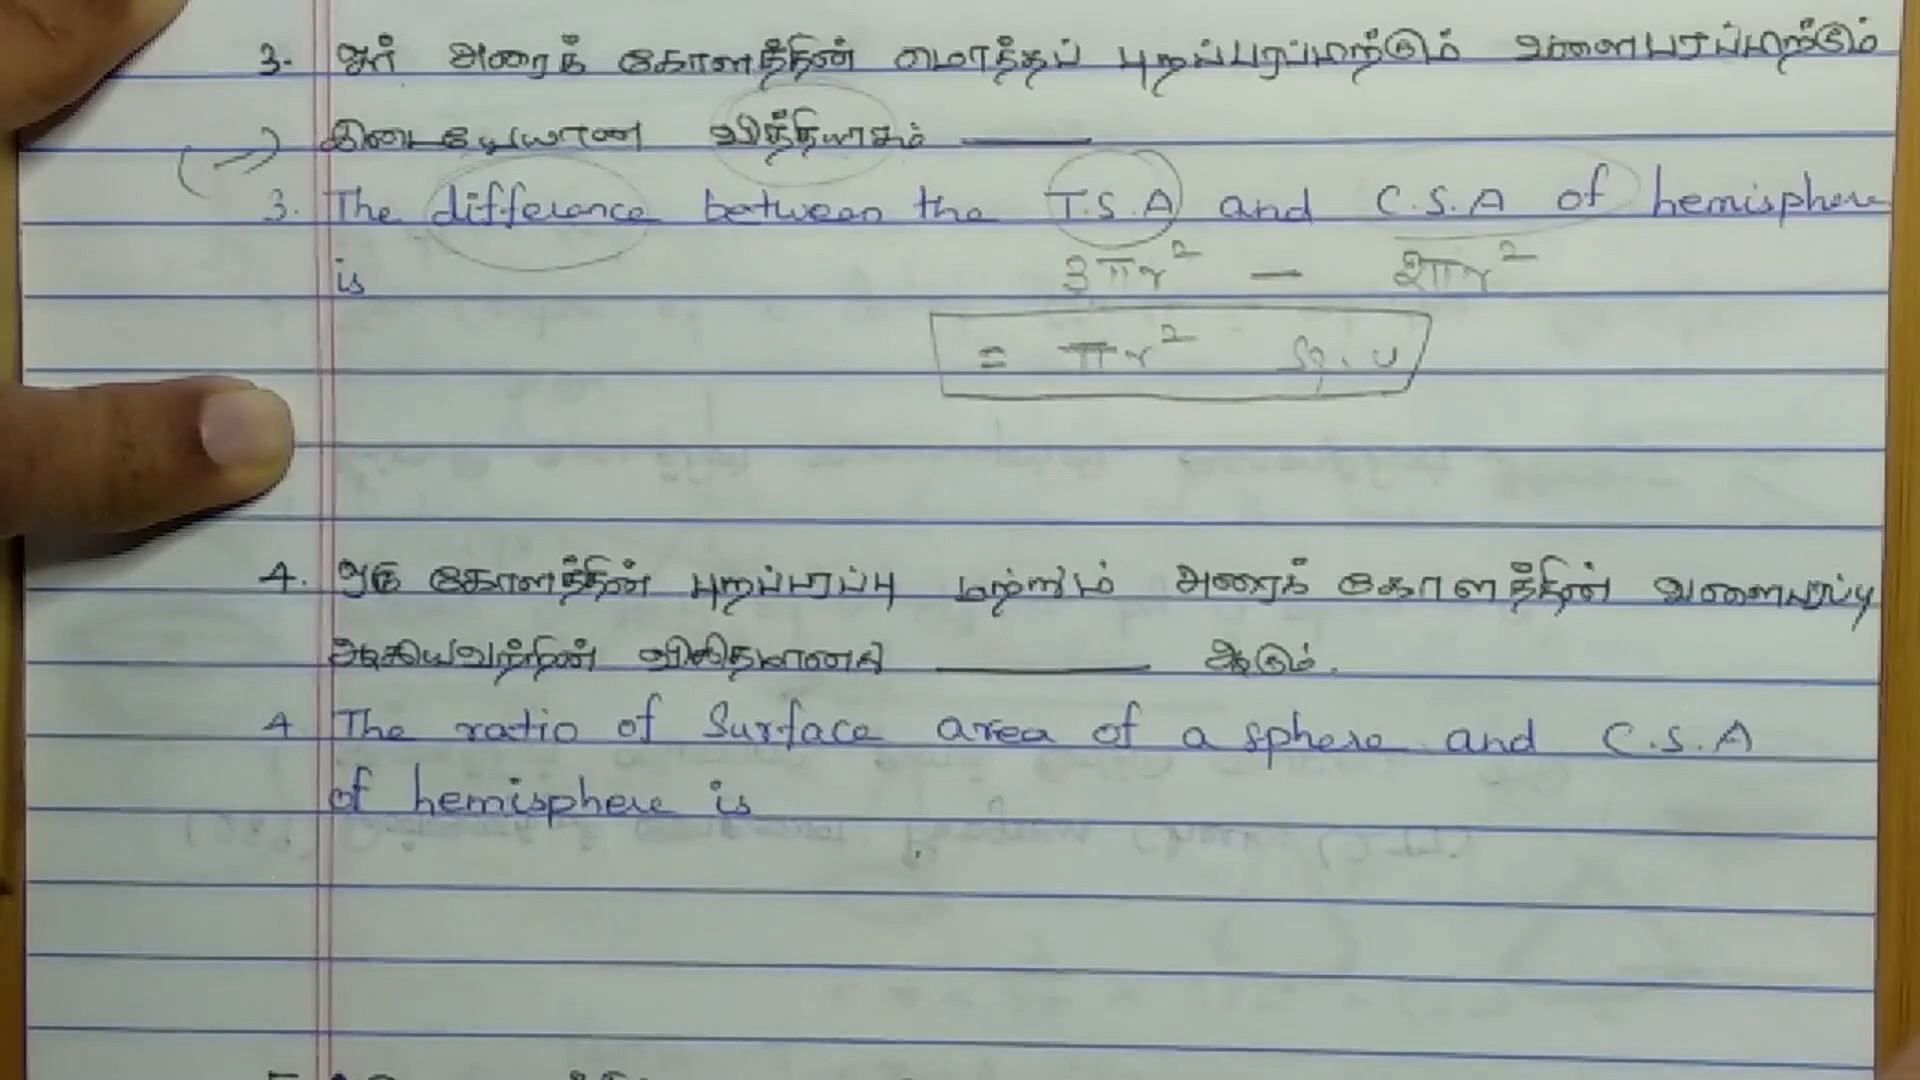 3. ஓர் அரைக் கோளத்தின் மொத்தப் புறப்பரப்பிற்கும் வளைபரப்பிற்கும்
இடையேயான வித்தியாசம் ______
3. The difference between the T.S.A and C.S.A of hemisphere
is 3πr² — 2πr²
= πr² Sq.u
4. ஒரு கோளத்தின் புறப்பரப்பு மற்றும் அரைக் கோளத்தின் வளைபரப்பு
ஆகியவற்றின் விகிதமானது ______ ஆகும்.
4 The ratio of Surface area of a sphere and C.S.A
of hemisphere is